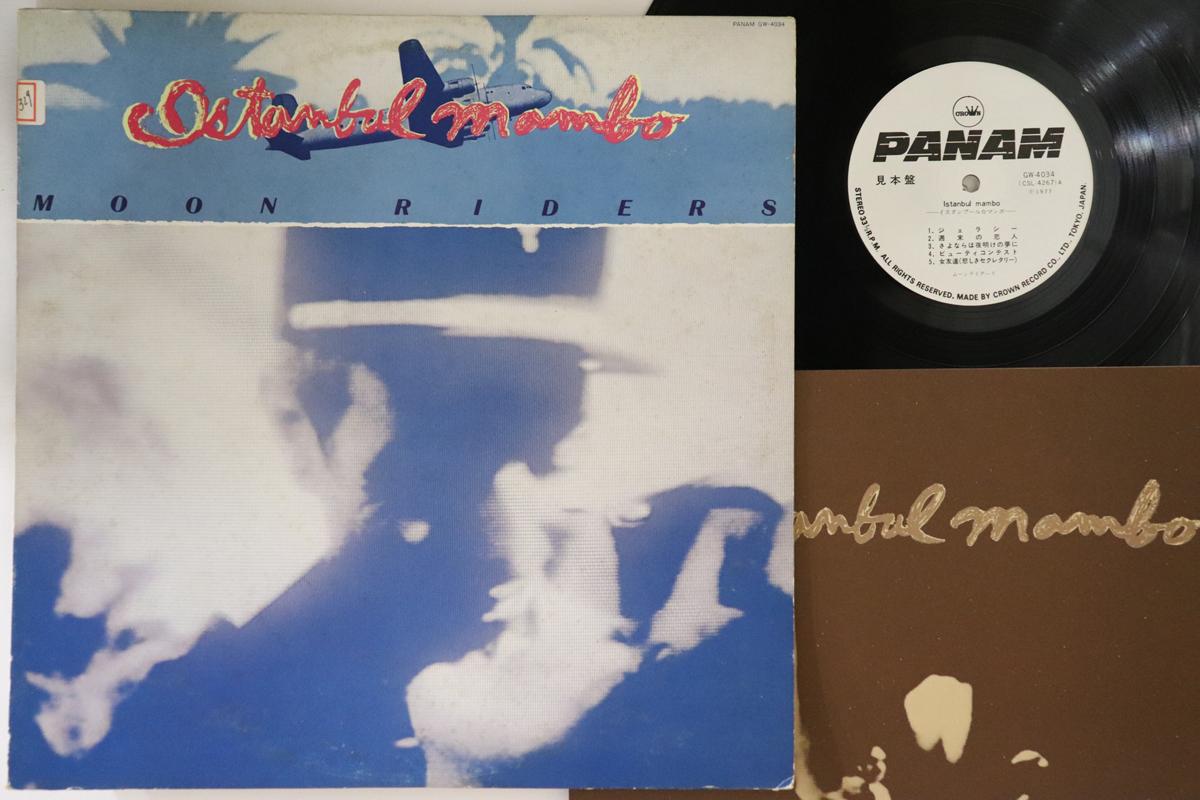 PANAM GW-4034
329
Istanbul mambo
MOON RIDERS
CROWN
PANAM
見本盤
GW-4034
(CSL 4267)A
Ⓟ1977
Istanbul mambo
—イスタンブール・マンボ—
1. ジェラシー
2. 週末の恋人
3. さよならは夜明けの夢に
4. ビューティコンテスト
5. 女友達(悲しきセクレタリー)
ムーンライダーズ
STEREO 33⅓R.P.M. ALL RIGHTS RESERVED. MADE BY CROWN RECORD CO., LTD., TOKYO, JAPAN.
anbul mambo